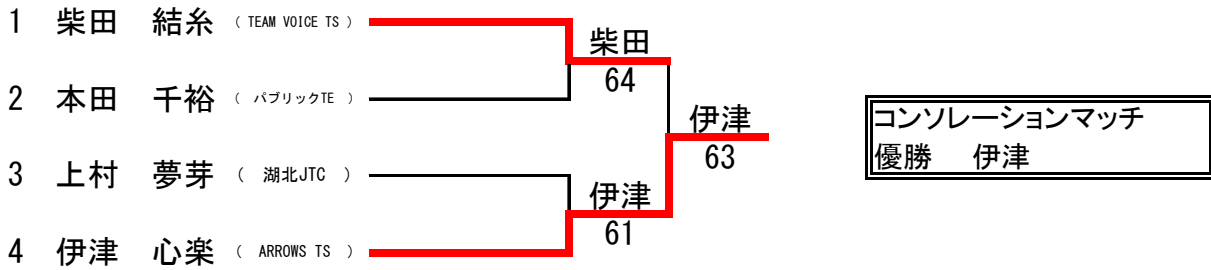 1 柴田 結糸 ( TEAM VOICE TS )
柴田
64
2 本田 千裕 ( パブリックTE )
伊津
63
コンソレーションマッチ
優勝 伊津
3 上村 夢芽 ( 湖北JTC )
伊津
61
4 伊津 心楽 ( ARROWS TS )